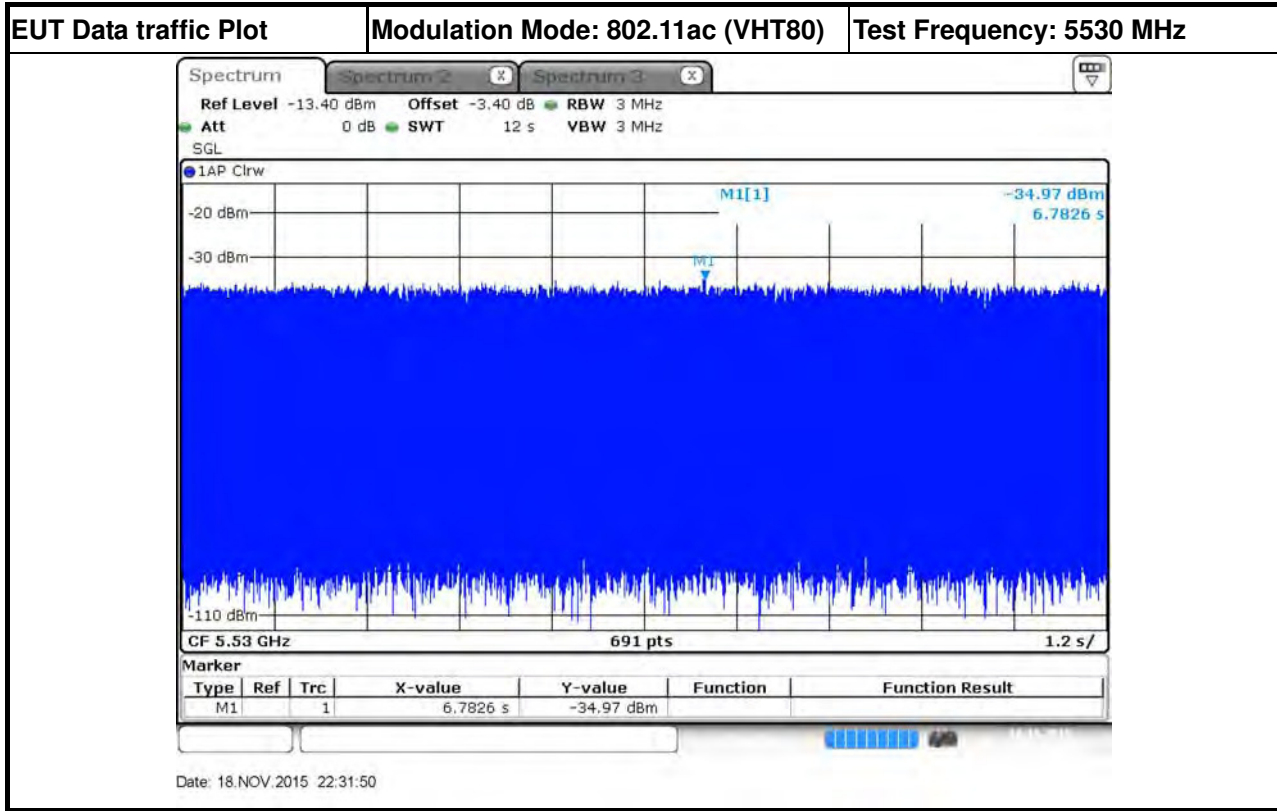 EUT Data traffic Plot Modulation Mode: 802.11ac (VHT80) Test Frequency: 5530 MHz
Spectrum Spectrum 2 X Spectrum 3 X
Ref Level -13.40 dBm Offset -3.40 dB RBW 3 MHz
Att 0 dB SWT 12 s VBW 3 MHz
SGL
1AP Clrw
M1[1] -34.97 dBm
6.7826 s
-20 dBm
-30 dBm
M1
-110 dBm
CF 5.53 GHz 691 pts 1.2 s/
Marker
Type Ref Trc X-value Y-value Function Function Result
M1 1 6.7826 s -34.97 dBm
Date: 18.NOV.2015 22:31:50